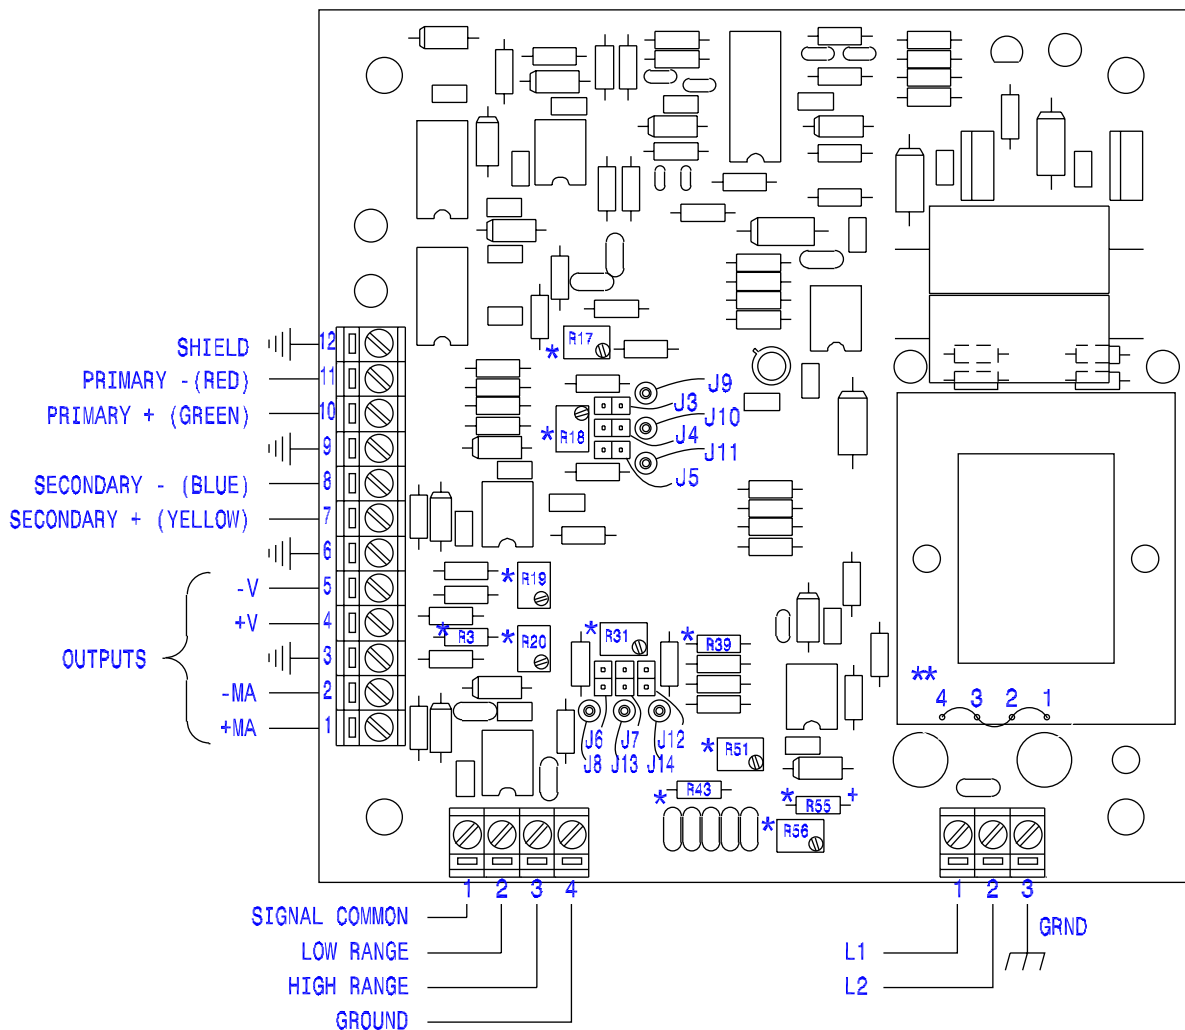 R17
*
SHIELD 12
PRIMARY -(RED) 11
J9
J3
PRIMARY + (GREEN) 10
J10
*
R18
J4
9
J11
J5
SECONDARY - (BLUE) 8
SECONDARY + (YELLOW) 7
6
-V 5
* R19
+V 4
* R3
* R20
* R31
* R39
OUTPUTS 3
**
-MA 2
4 3 2 1
+MA 1
J6 J7 J12
J8 J13 J14
* R51
* R43
* R55 +
* R56
1 2 3 4
1 2 3
SIGNAL COMMON
GRND
LOW RANGE
L1
HIGH RANGE
L2
GROUND